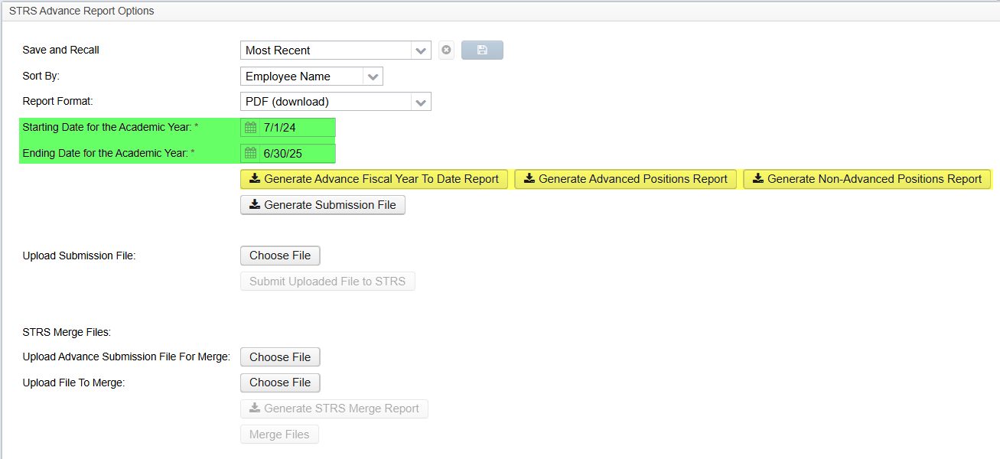 STRS Advance Report Options
Save and Recall Most Recent
Sort By: Employee Name
Report Format: PDF (download)
Starting Date for the Academic Year: * 7/1/24
Ending Date for the Academic Year: * 6/30/25
Generate Advance Fiscal Year To Date Report Generate Advanced Positions Report Generate Non-Advanced Positions Report
Generate Submission File
Upload Submission File: Choose File
Submit Uploaded File to STRS
STRS Merge Files:
Upload Advance Submission File For Merge: Choose File
Upload File To Merge: Choose File
Generate STRS Merge Report
Merge Files